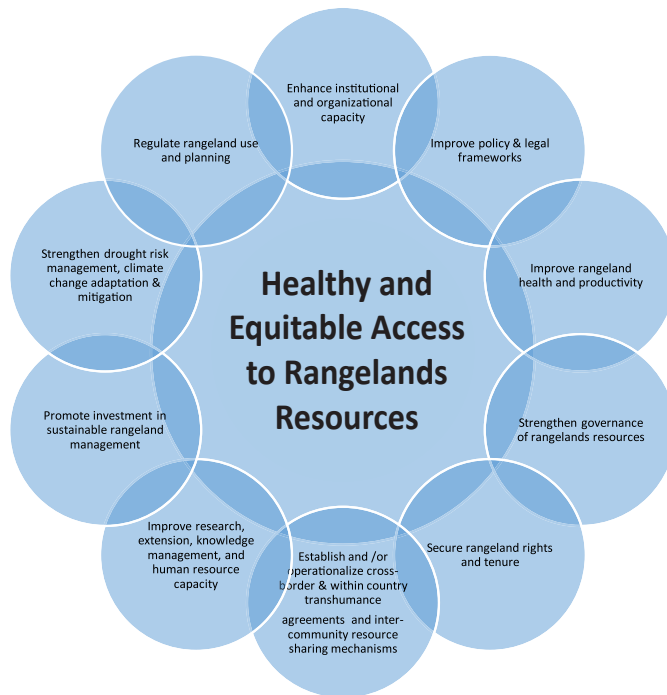 Enhance institutional
and organizational
capacity
Improve policy & legal
frameworks
Improve rangeland
health and productivity
Strengthen governance
of rangelands resources
Secure rangeland rights
and tenure
Establish and /or
operationalize cross-
border & within country
transhumance
agreements and inter-
community resource
sharing mechanisms
Improve research,
extension, knowledge
management, and
human resource
capacity
Promote investment in
sustainable rangeland
management
Strengthen drought risk
management, climate
change adaptation &
mitigation
Regulate rangeland use
and planning
Healthy and
Equitable Access
to Rangelands
Resources